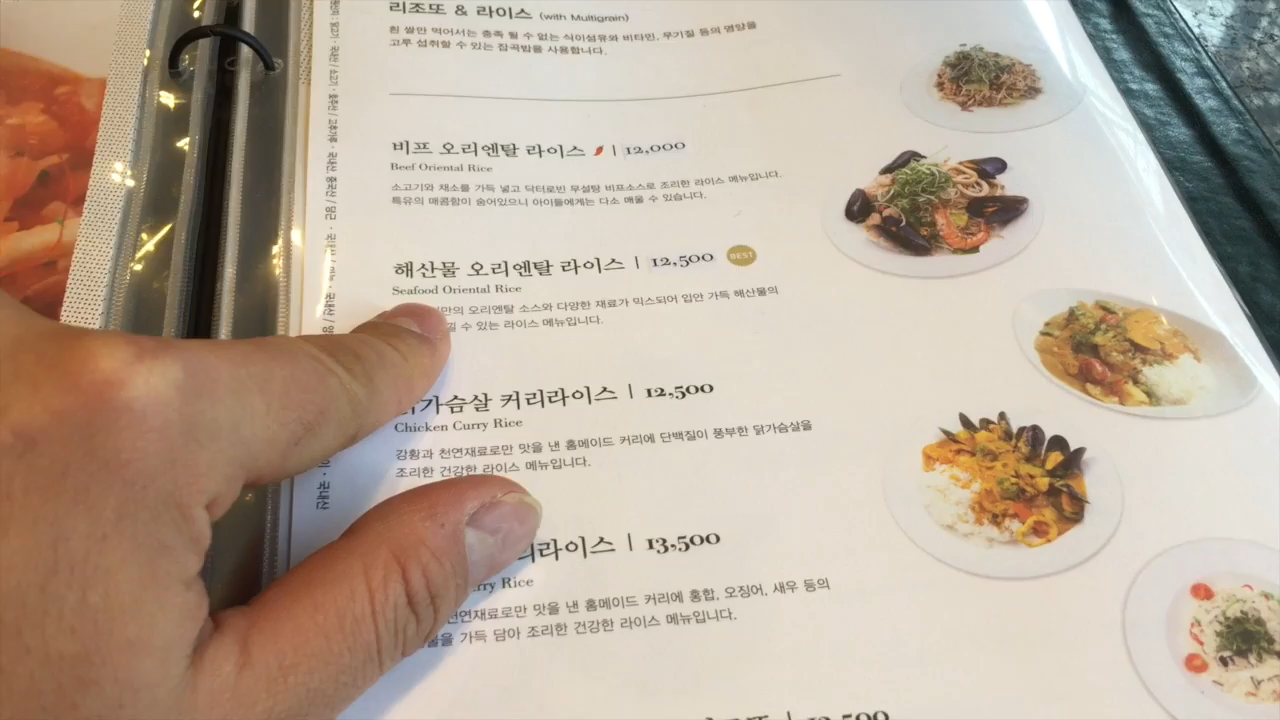 리조또 & 라이스 (with Multigrain)
흰 쌀만 먹어서는 충족 될 수 없는 식이섬유와 비타민, 무기질 등의 영양을
고루 섭취할 수 있는 잡곡밥을 사용합니다.
비프 오리엔탈 라이스 | 12,000
Beef Oriental Rice
소고기와 채소를 가득 넣고 닥터로빈 무설탕 비프소스로 조리한 라이스 메뉴입니다.
특유의 매콤함이 숨어있으니 아이들에게는 다소 매울 수 있습니다.
해산물 오리엔탈 라이스 | 12,500 BEST
Seafood Oriental Rice
오리엔탈 소스와 다양한 재료가 믹스되어 입안 가득 해산물의
수 있는 라이스 메뉴입니다.
닭가슴살 커리라이스 | 12,500
Chicken Curry Rice
강황과 천연재료로만 맛을 낸 홈메이드 커리에 단백질이 풍부한 닭가슴살을
조리한 건강한 라이스 메뉴입니다.
| 13,500
Curry Rice
천연재료로만 맛을 낸 홈메이드 커리에 홍합, 오징어, 새우 등의
가득 담아 조리한 건강한 라이스 메뉴입니다.